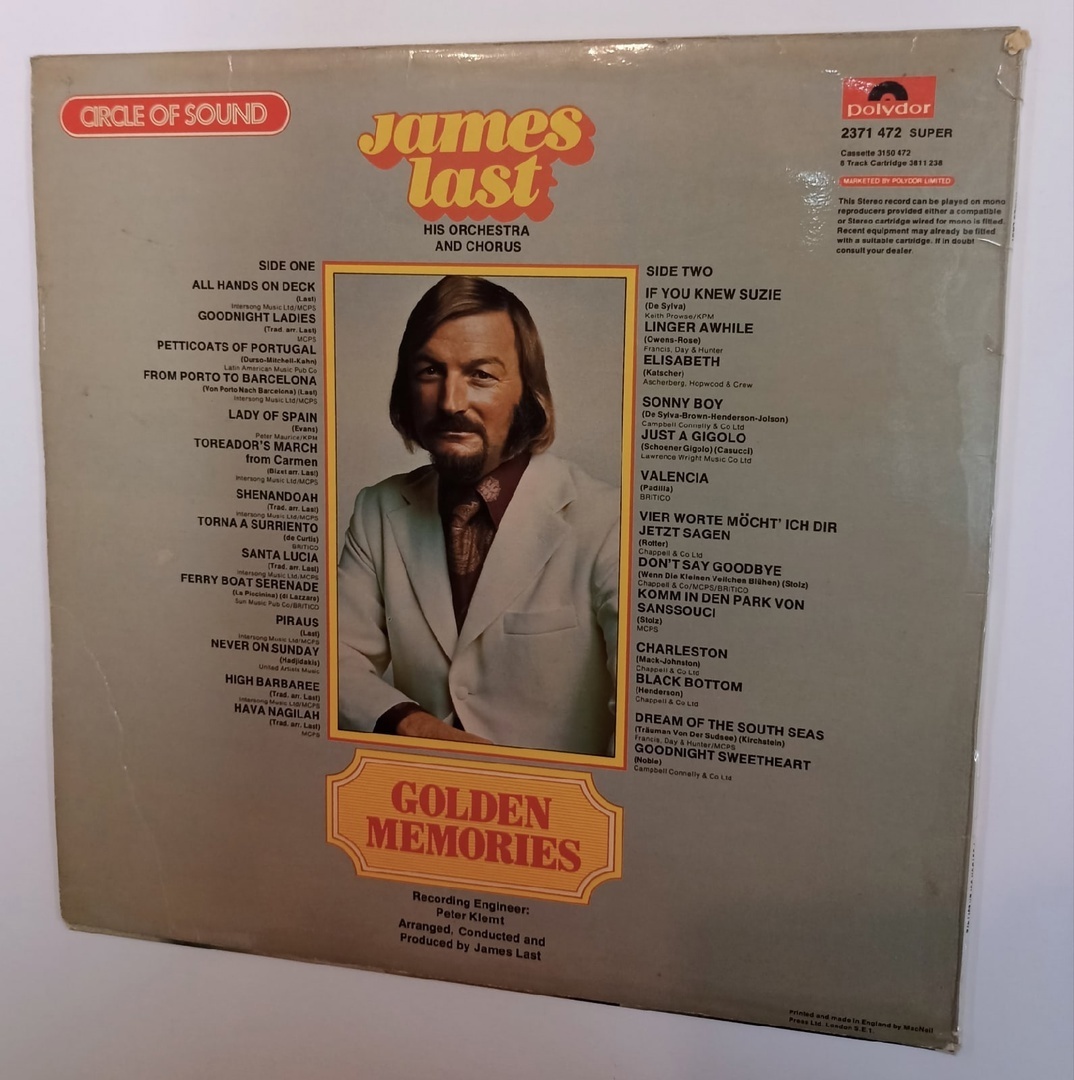 CIRCLE OF SOUND
James
last
HIS ORCHESTRA
AND CHORUS
polydor
2371 472 SUPER
Cassette 3150 472
8 Track Cartridge 3811 238
MARKETED BY POLYDOR LIMITED
This Stereo record can be played on mono
reproducers provided either a compatible
or Stereo cartridge wired for mono is fitted.
Recent equipment may already be fitted
with a suitable cartridge. If in doubt
consult your dealer.
SIDE ONE
ALL HANDS ON DECK
(Last)
Intersong Music Ltd/MCPS
GOODNIGHT LADIES
(Trad. arr. Last)
MCPS
PETTICOATS OF PORTUGAL
(Durso-Mitchell-Kahn)
Latin American Music Pub Co
FROM PORTO TO BARCELONA
(Von Porto Nach Barcelona) (Last)
Intersong Music Ltd/MCPS
LADY OF SPAIN
(Evans)
Peter Maurice/KPM
TOREADOR'S MARCH
from Carmen
(Bizet arr. Last)
Intersong Music Ltd/MCPS
SHENANDOAH
(Trad. arr. Last)
Intersong Music Ltd/MCPS
TORNA A SURRIENTO
(de Curtis)
BRITICO
SANTA LUCIA
(Trad. arr. Last)
Intersong Music Ltd/MCPS
FERRY BOAT SERENADE
(La Piccinina) (di Lazzaro)
Sun Music Pub Co/BRITICO
PIRAUS
(Last)
Intersong Music Ltd/MCPS
NEVER ON SUNDAY
(Hadjidakis)
United Artists Music
HIGH BARBAREE
(Trad. arr. Last)
Intersong Music Ltd/MCPS
HAVA NAGILAH
(Trad. arr. Last)
MCPS
SIDE TWO
IF YOU KNEW SUZIE
(De Sylva)
Keith Prowse/KPM
LINGER AWHILE
(Owens-Rose)
Francis, Day & Hunter
ELISABETH
(Katscher)
Ascherberg, Hopwood & Crew
SONNY BOY
(De Sylva-Brown-Henderson-Jolson)
Campbell Connelly & Co Ltd
JUST A GIGOLO
(Schoener Gigolo) (Casucci)
Lawrence Wright Music Co Ltd
VALENCIA
(Padilla)
BRITICO
VIER WORTE MÖCHT' ICH DIR
JETZT SAGEN
(Rotter)
Chappell & Co Ltd
DON'T SAY GOODBYE
(Wenn Die Kleinen Veilchen Blühen) (Stolz)
Chappell & Co/MCPS/BRITICO
KOMM IN DEN PARK VON
SANSSOUCI
(Stolz)
MCPS
CHARLESTON
(Mack-Johnston)
Chappell & Co Ltd
BLACK BOTTOM
(Henderson)
Chappell & Co Ltd
DREAM OF THE SOUTH SEAS
(Träuman Von Der Sudsee) (Kirchstein)
Francis, Day & Hunter/MCPS
GOODNIGHT SWEETHEART
(Noble)
Campbell Connelly & Co Ltd
GOLDEN
MEMORIES
Recording Engineer:
Peter Klemt
Arranged, Conducted and
Produced by James Last
Printed and made in England by MacNeil
Press Ltd. London S.E.1.